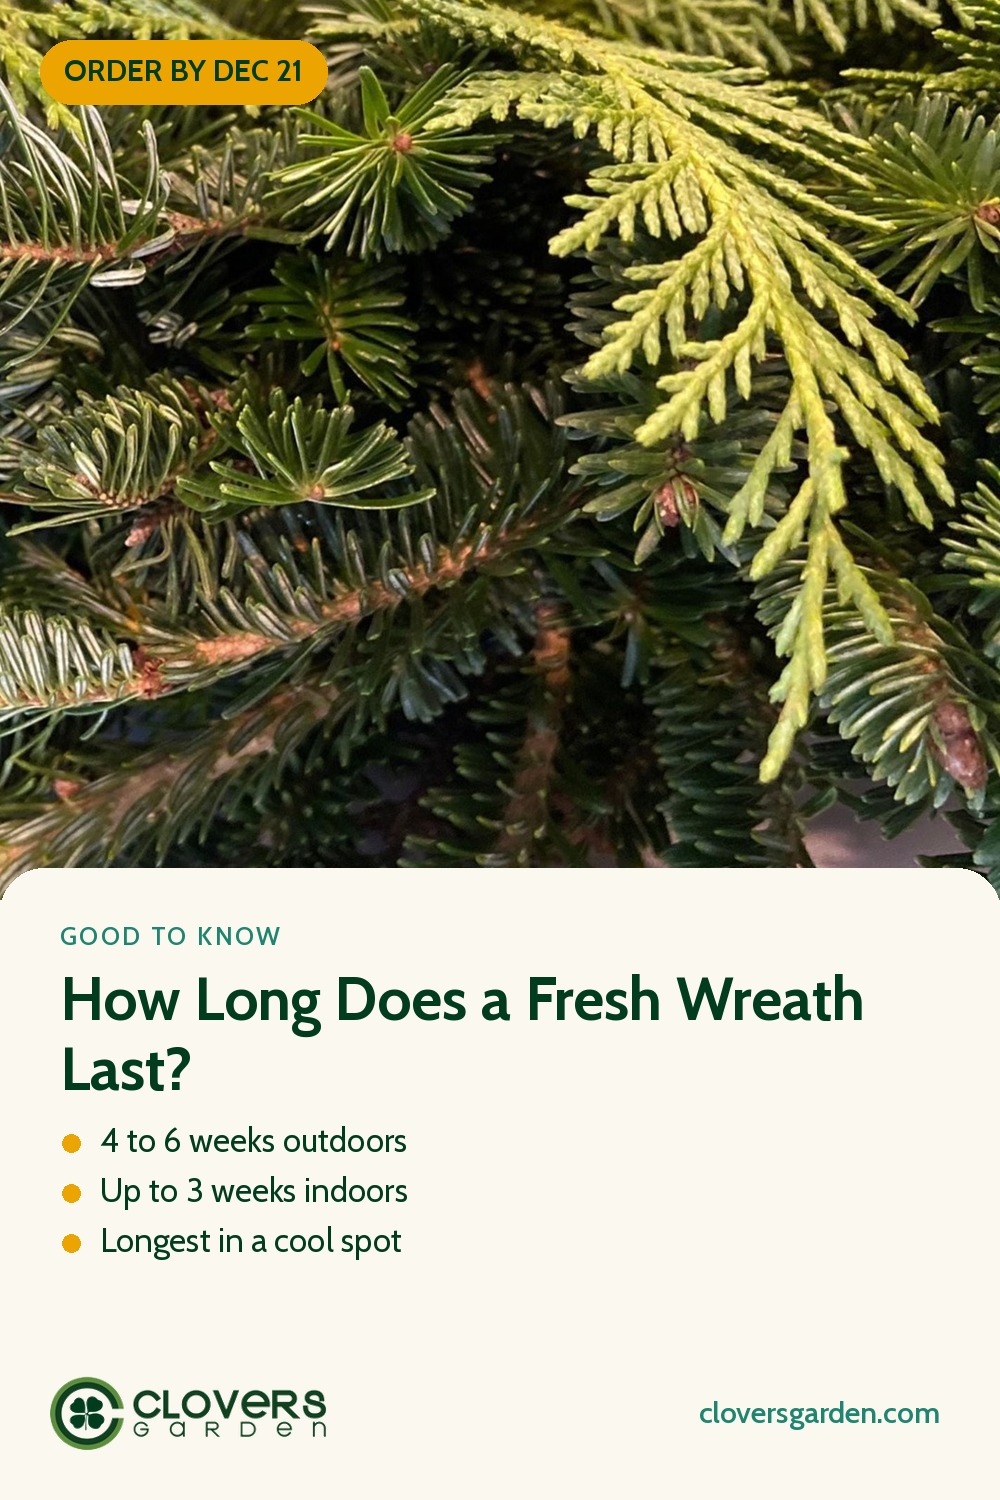 ORDER BY DEC 21
GOOD TO KNOW
How Long Does a Fresh Wreath
Last?
4 to 6 weeks outdoors
Up to 3 weeks indoors
Longest in a cool spot
CLOVERS
GARDEN
cloversgarden.com